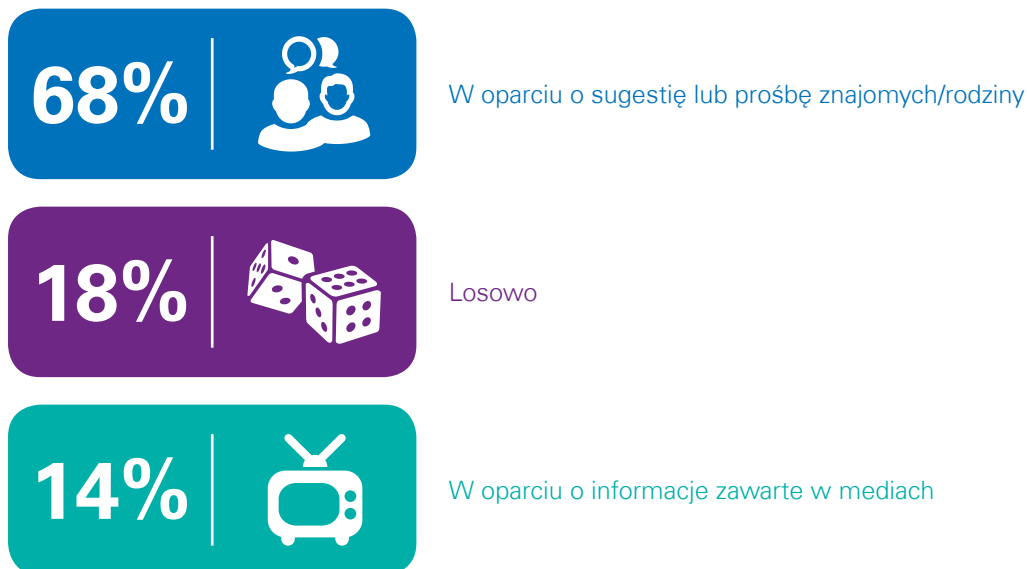 68%
W oparciu o sugestię lub prośbę znajomych/rodziny
18%
Losowo
14%
W oparciu o informacje zawarte w mediach